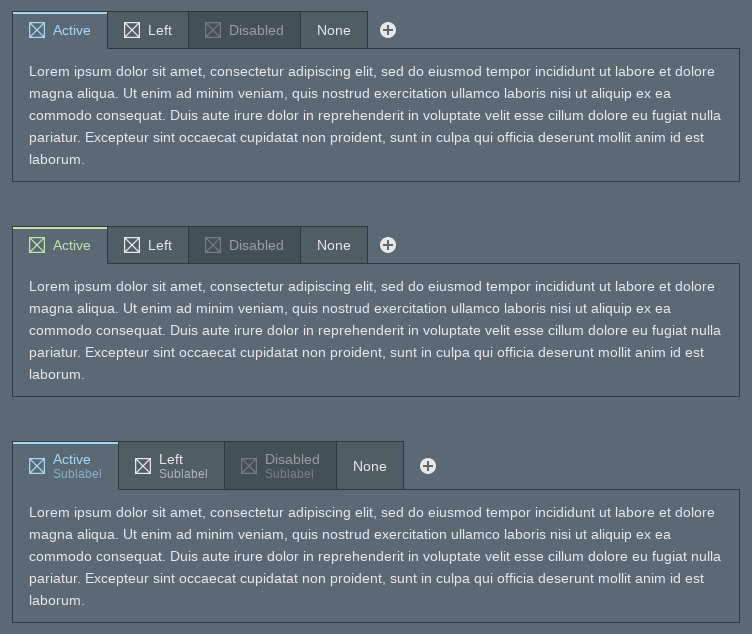 Active Left Disabled None
Lorem ipsum dolor sit amet, consectetur adipiscing elit, sed do eiusmod tempor incididunt ut labore et dolore
magna aliqua. Ut enim ad minim veniam, quis nostrud exercitation ullamco laboris nisi ut aliquip ex ea
commodo consequat. Duis aute irure dolor in reprehenderit in voluptate velit esse cillum dolore eu fugiat nulla
pariatur. Excepteur sint occaecat cupidatat non proident, sunt in culpa qui officia deserunt mollit anim id est
laborum.
Active Left Disabled None
Lorem ipsum dolor sit amet, consectetur adipiscing elit, sed do eiusmod tempor incididunt ut labore et dolore
magna aliqua. Ut enim ad minim veniam, quis nostrud exercitation ullamco laboris nisi ut aliquip ex ea
commodo consequat. Duis aute irure dolor in reprehenderit in voluptate velit esse cillum dolore eu fugiat nulla
pariatur. Excepteur sint occaecat cupidatat non proident, sunt in culpa qui officia deserunt mollit anim id est
laborum.
Active Left Disabled None
Sublabel Sublabel Sublabel
Lorem ipsum dolor sit amet, consectetur adipiscing elit, sed do eiusmod tempor incididunt ut labore et dolore
magna aliqua. Ut enim ad minim veniam, quis nostrud exercitation ullamco laboris nisi ut aliquip ex ea
commodo consequat. Duis aute irure dolor in reprehenderit in voluptate velit esse cillum dolore eu fugiat nulla
pariatur. Excepteur sint occaecat cupidatat non proident, sunt in culpa qui officia deserunt mollit anim id est
laborum.